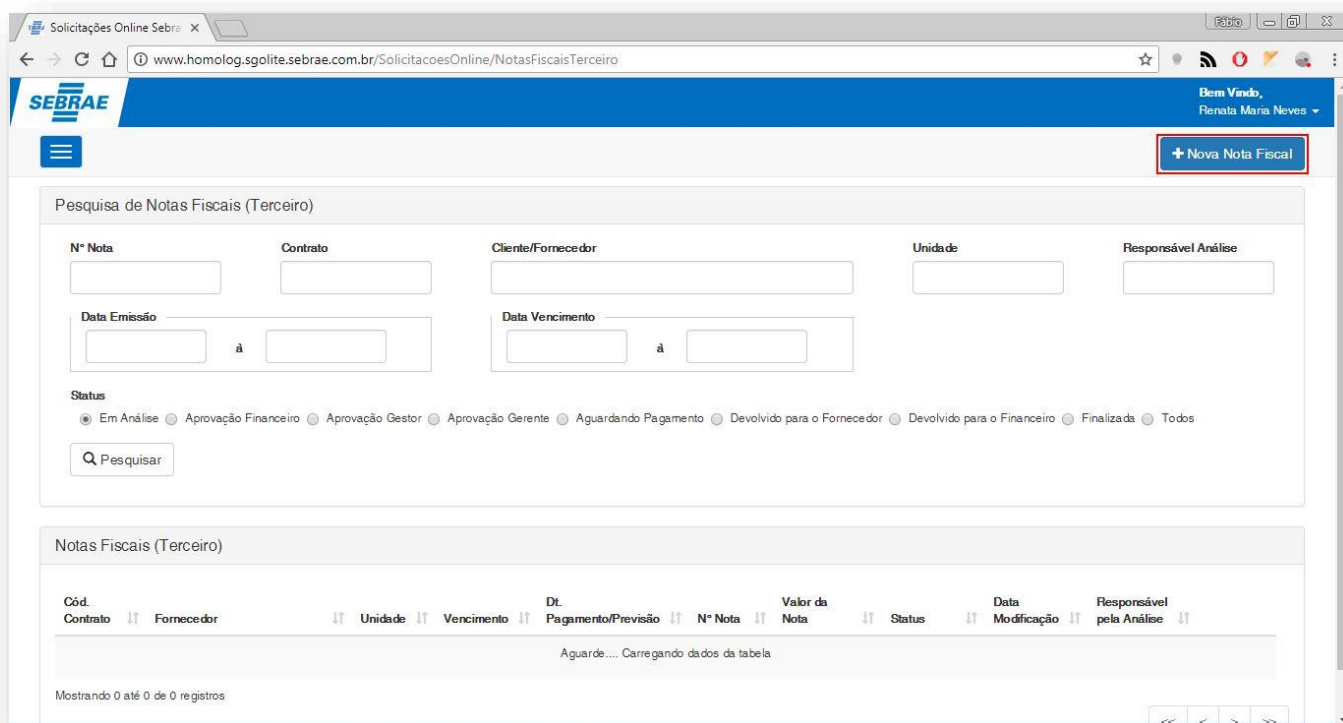 Solicitações Online Sebra
Fábio
www.homolog.sgolite.sebrae.com.br/SolicitacoesOnline/NotasFiscaisTerceiro
SEBRAE
Bem Vindo,
Renata Maria Neves
+ Nova Nota Fiscal
Pesquisa de Notas Fiscais (Terceiro)
Nº Nota Contrato Cliente/Fornecedor Unidade Responsável Análise
Data Emissão Data Vencimento
à à
Status
Em Análise Aprovação Financeiro Aprovação Gestor Aprovação Gerente Aguardando Pagamento Devolvido para o Fornecedor Devolvido para o Financeiro Finalizada Todos
Pesquisar
Notas Fiscais (Terceiro)
Cód. Dt. Valor da Data Responsável
Contrato Fornecedor Unidade Vencimento Pagamento/Previsão Nº Nota Nota Status Modificação pela Análise
Aguarde.... Carregando dados da tabela
Mostrando 0 até 0 de 0 registros
<< < > >>